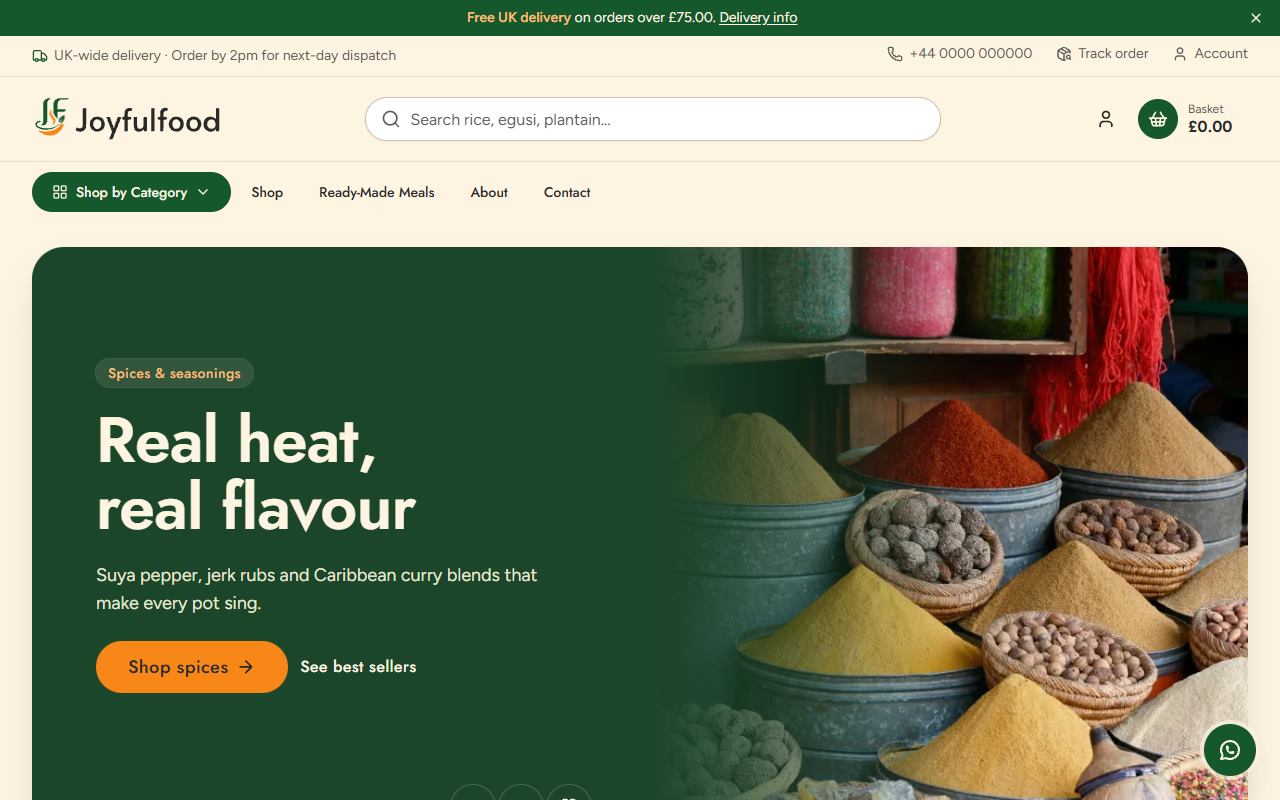 Free UK delivery on orders over £75.00. Delivery info
UK-wide delivery · Order by 2pm for next-day dispatch
+44 0000 000000
Track order
Account
Joyfulfood
Search rice, egusi, plantain...
Basket
£0.00
Shop by Category
Shop
Ready-Made Meals
About
Contact
Spices & seasonings
Real heat,
real flavour
Suya pepper, jerk rubs and Caribbean curry blends that
make every pot sing.
Shop spices
See best sellers